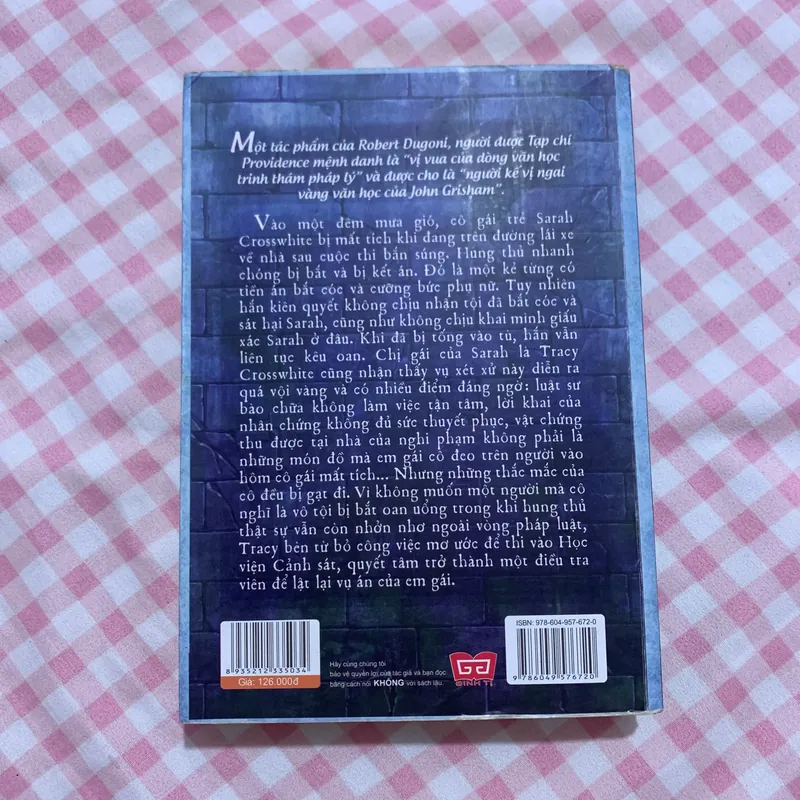 Một tác phẩm của Robert Dugoni, người được Tạp chí
Providence mệnh danh là "vị vua của dòng văn học
trinh thám pháp lý" và được cho là "người kế vị ngai
vàng văn học của John Grisham".
Vào một đêm mưa gió, cô gái trẻ Sarah
Crosswhite bị mất tích khi đang trên đường lái xe
về nhà sau cuộc thi bắn súng. Hung thủ nhanh
chóng bị bắt và bị kết án. Đó là một kẻ từng có
tiền án bắt cóc và cưỡng bức phụ nữ. Tuy nhiên
hắn kiên quyết không chịu nhận tội đã bắt cóc và
sát hại Sarah, cũng như không chịu khai mình giấu
xác Sarah ở đâu. Khi đã bị tống vào tù, hắn vẫn
liên tục kêu oan. Chị gái của Sarah là Tracy
Crosswhite cũng nhận thấy vụ xét xử này diễn ra
quá vội vàng và có nhiều điểm đáng ngờ: luật sư
bào chữa không làm việc tận tâm, lời khai của
nhân chứng không đủ sức thuyết phục, vật chứng
thu được tại nhà của nghi phạm không phải là
những món đồ mà em gái cô đeo trên người vào
hôm cô gái mất tích... Nhưng những thắc mắc của
cô đều bị gạt đi. Vì không muốn một người mà cô
nghĩ là vô tội bị bắt oan uổng trong khi hung thủ
thật sự vẫn còn nhởn nhơ ngoài vòng pháp luật,
Tracy bèn từ bỏ công việc mơ ước để thi vào Học
viện Cảnh sát, quyết tâm trở thành một điều tra
viên để lật lại vụ án của em gái.
8 935212 335034
Giá: 126.000đ
Hãy cùng chúng tôi
bảo vệ quyền lợi của tác giả và bạn đọc
bằng cách nói KHÔNG với sách lậu.
ĐINH TỊ
ISBN: 978-604-957-672-0
9 786049 576720